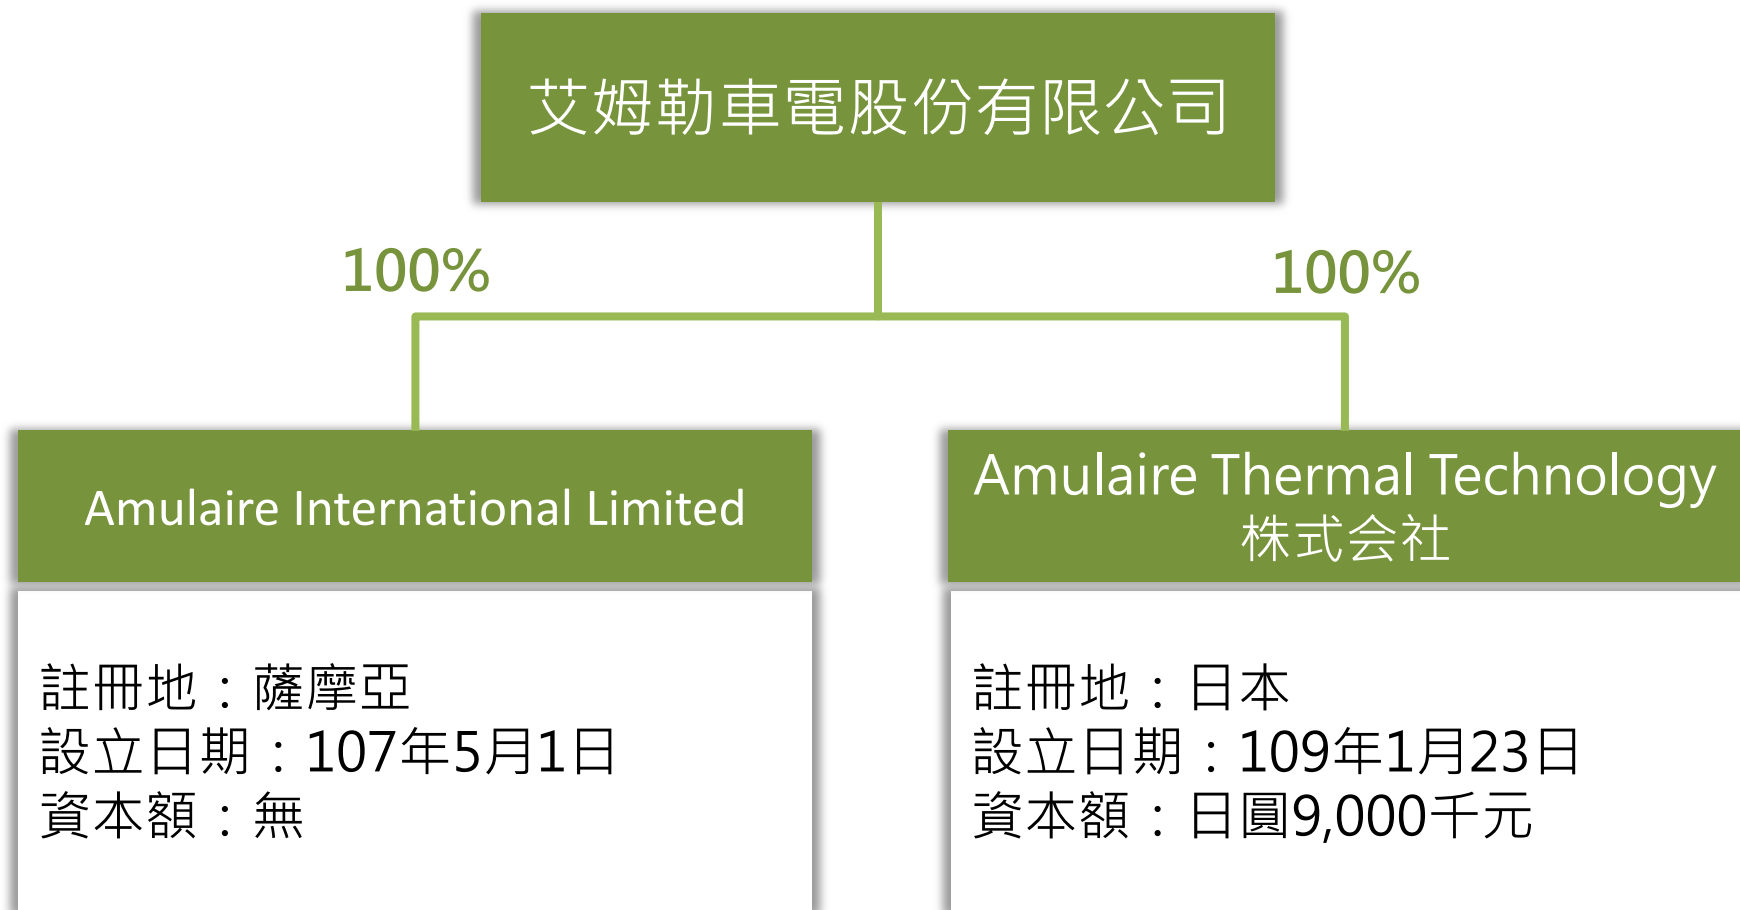 艾姆勒車電股份有限公司
100%
100%
Amulaire International Limited
註冊地：薩摩亞
設立日期：107年5月1日
資本額：無
Amulaire Thermal Technology
株式会社
註冊地：日本
設立日期：109年1月23日
資本額：日圓9,000千元